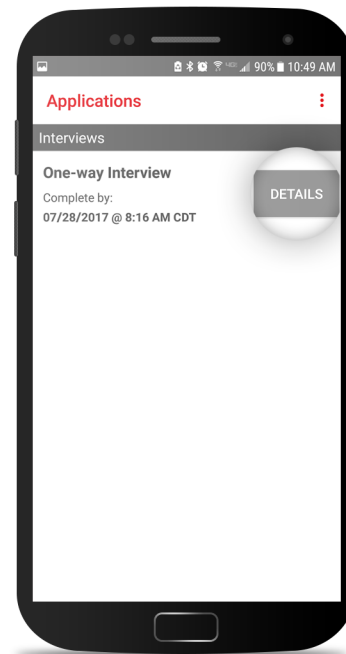 90% 10:49 AM
Applications
Interviews
One-way Interview
DETAILS
Complete by:
07/28/2017 @ 8:16 AM CDT